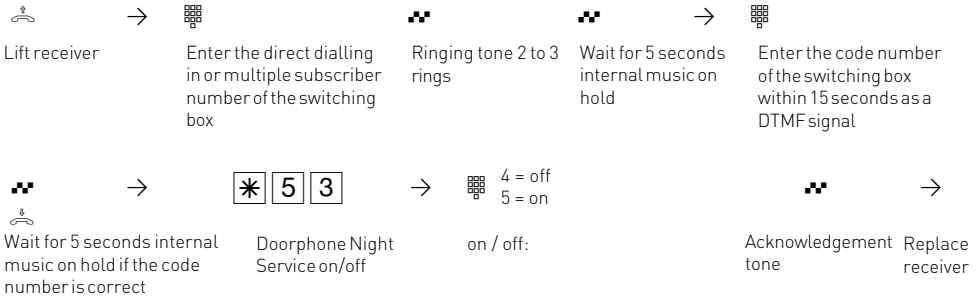 Lift receiver
Enter the direct dialling
in or multiple subscriber
number of the switching
box
Ringing tone 2 to 3
rings
Wait for 5 seconds
internal music on
hold
Enter the code number
of the switching box
within 15 seconds as a
DTMF signal
* 5 3
4 = off
5 = on
Wait for 5 seconds internal
music on hold if the code
number is correct
Doorphone Night
Service on/off
on / off:
Acknowledgement
tone
Replace
receiver